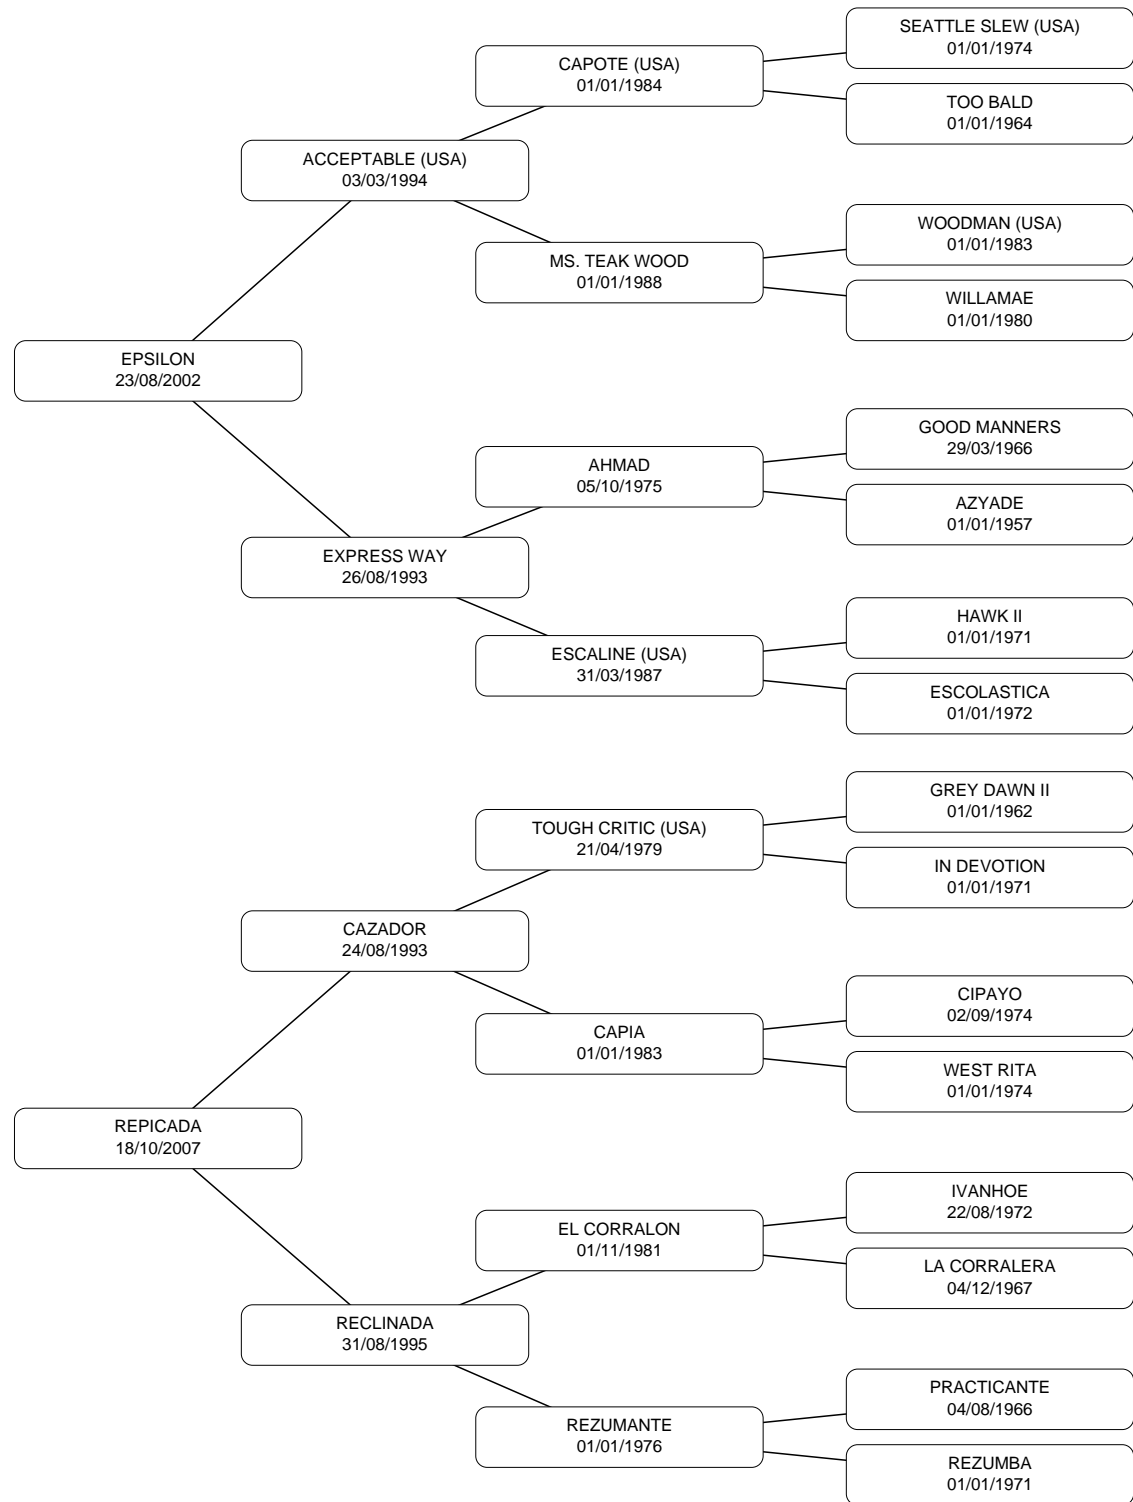 SEATTLE SLEW (USA)
01/01/1974
CAPOTE (USA)
01/01/1984
TOO BALD
01/01/1964
ACCEPTABLE (USA)
03/03/1994
WOODMAN (USA)
01/01/1983
MS. TEAK WOOD
01/01/1988
WILLAMAE
01/01/1980
EPSILON
23/08/2002
GOOD MANNERS
29/03/1966
AHMAD
05/10/1975
AZYADE
01/01/1957
EXPRESS WAY
26/08/1993
HAWK II
01/01/1971
ESCALINE (USA)
31/03/1987
ESCOLASTICA
01/01/1972
GREY DAWN II
01/01/1962
TOUGH CRITIC (USA)
21/04/1979
IN DEVOTION
01/01/1971
CAZADOR
24/08/1993
CIPAYO
02/09/1974
CAPIA
01/01/1983
WEST RITA
01/01/1974
REPICADA
18/10/2007
IVANHOE
22/08/1972
EL CORRALON
01/11/1981
LA CORRALERA
04/12/1967
RECLINADA
31/08/1995
PRACTICANTE
04/08/1966
REZUMANTE
01/01/1976
REZUMBA
01/01/1971